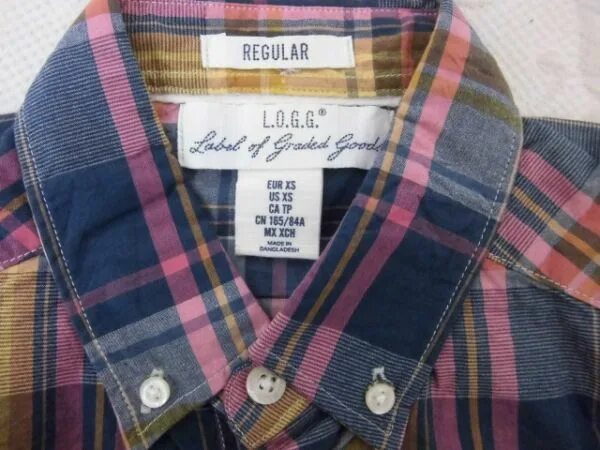 REGULAR
L.O.G.G.®
Label of Graded Goods
EUR XS
US XS
CA TP
CN 165/84A
MX XCH
MADE IN
BANGLADESH